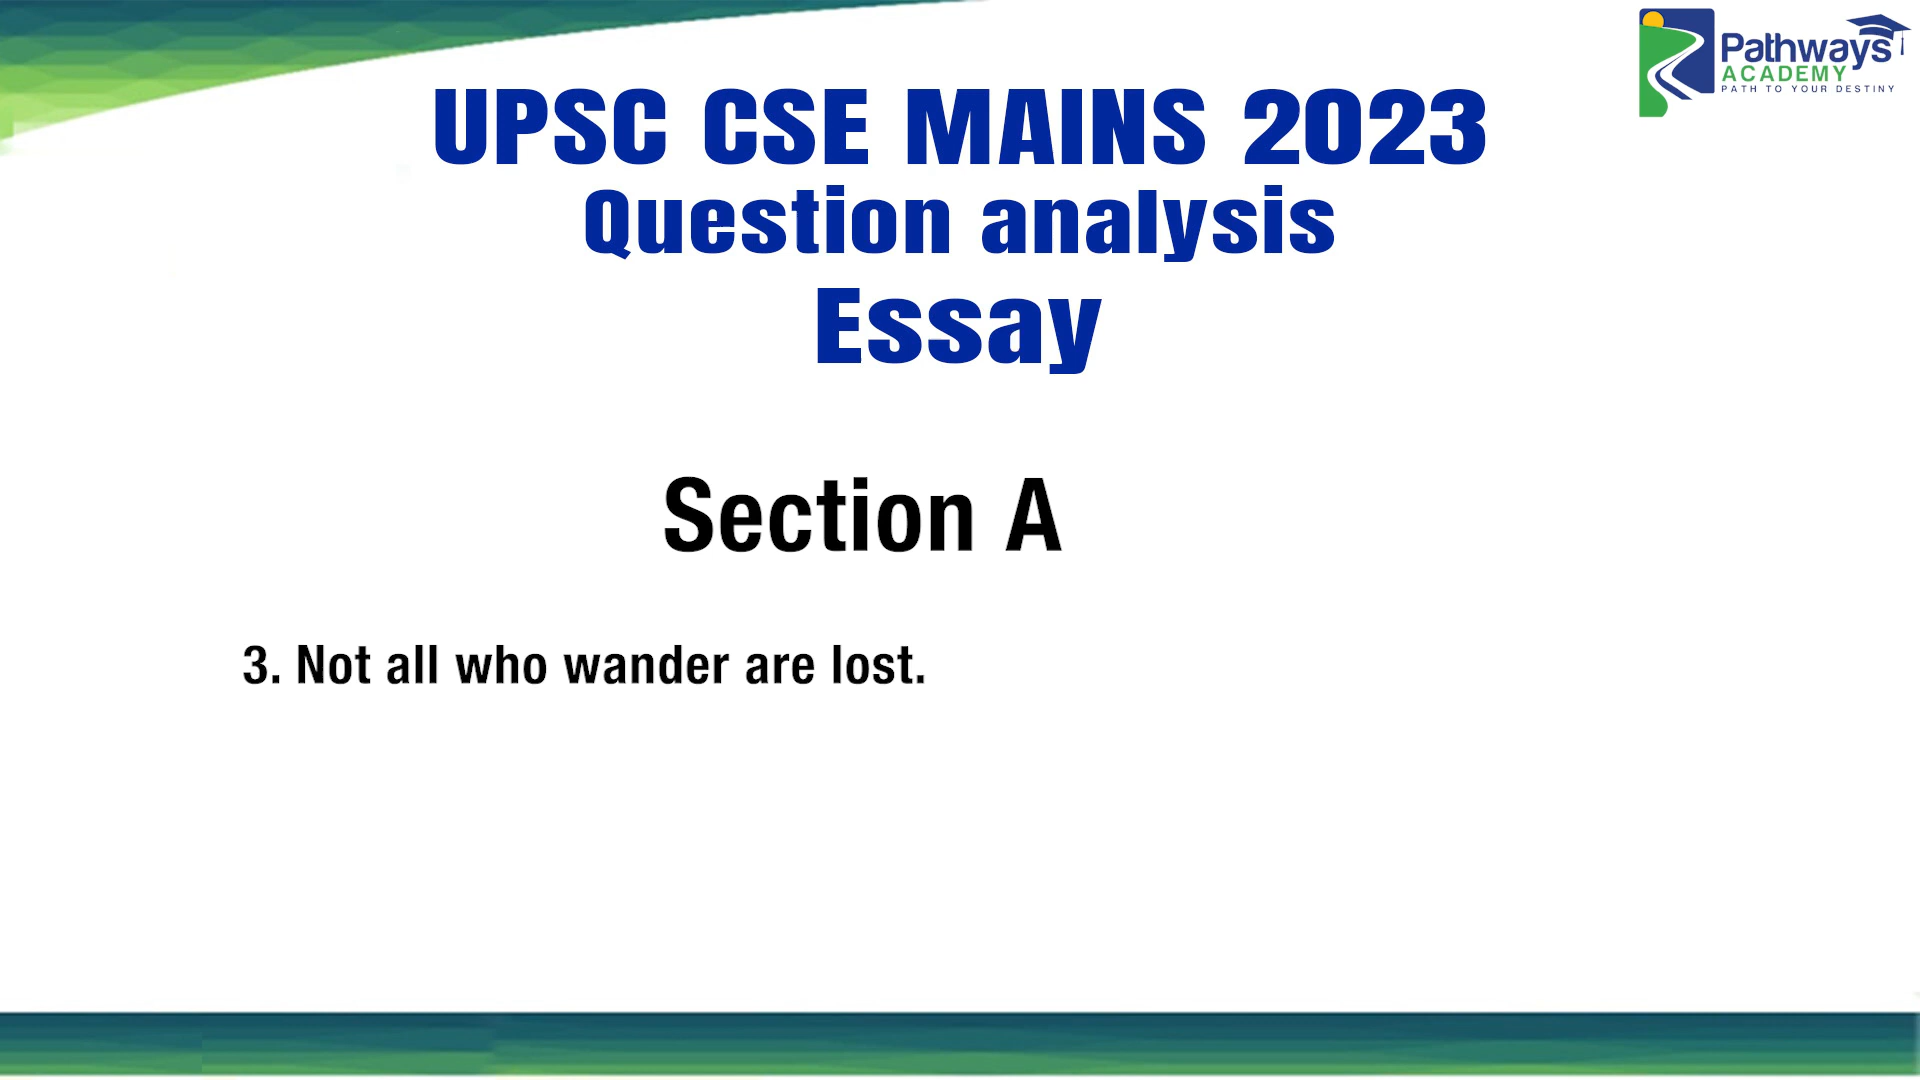 Pathways
ACADEMY
PATH TO YOUR DESTINY
UPSC CSE MAINS 2023
Question analysis
Essay
Section A
3. Not all who wander are lost.